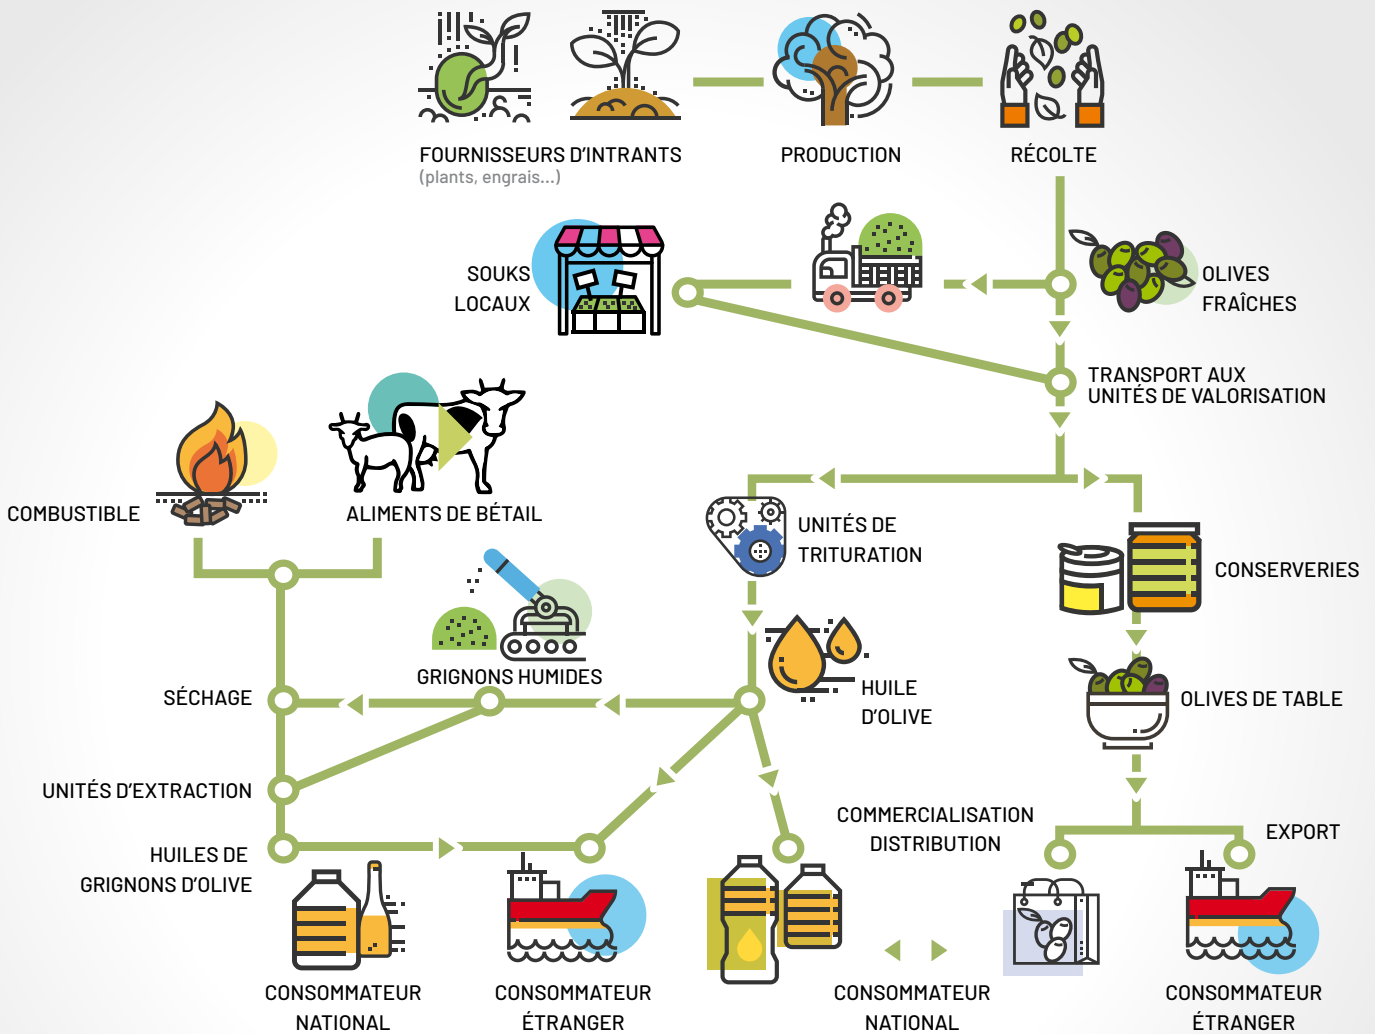 FOURNISSEURS D'INTRANTS
(plants, engrais...)
PRODUCTION
RÉCOLTE
SOUKS
LOCAUX
OLIVES
FRAÎCHES
TRANSPORT AUX
UNITÉS DE VALORISATION
COMBUSTIBLE
ALIMENTS DE BÉTAIL
UNITÉS DE
TRITURATION
CONSERVERIES
GRIGNONS HUMIDES
SÉCHAGE
HUILE
D'OLIVE
OLIVES DE TABLE
UNITÉS D'EXTRACTION
COMMERCIALISATION
DISTRIBUTION
EXPORT
HUILES DE
GRIGNONS D'OLIVE
CONSOMMATEUR
NATIONAL
CONSOMMATEUR
ÉTRANGER
CONSOMMATEUR
NATIONAL
CONSOMMATEUR
ÉTRANGER